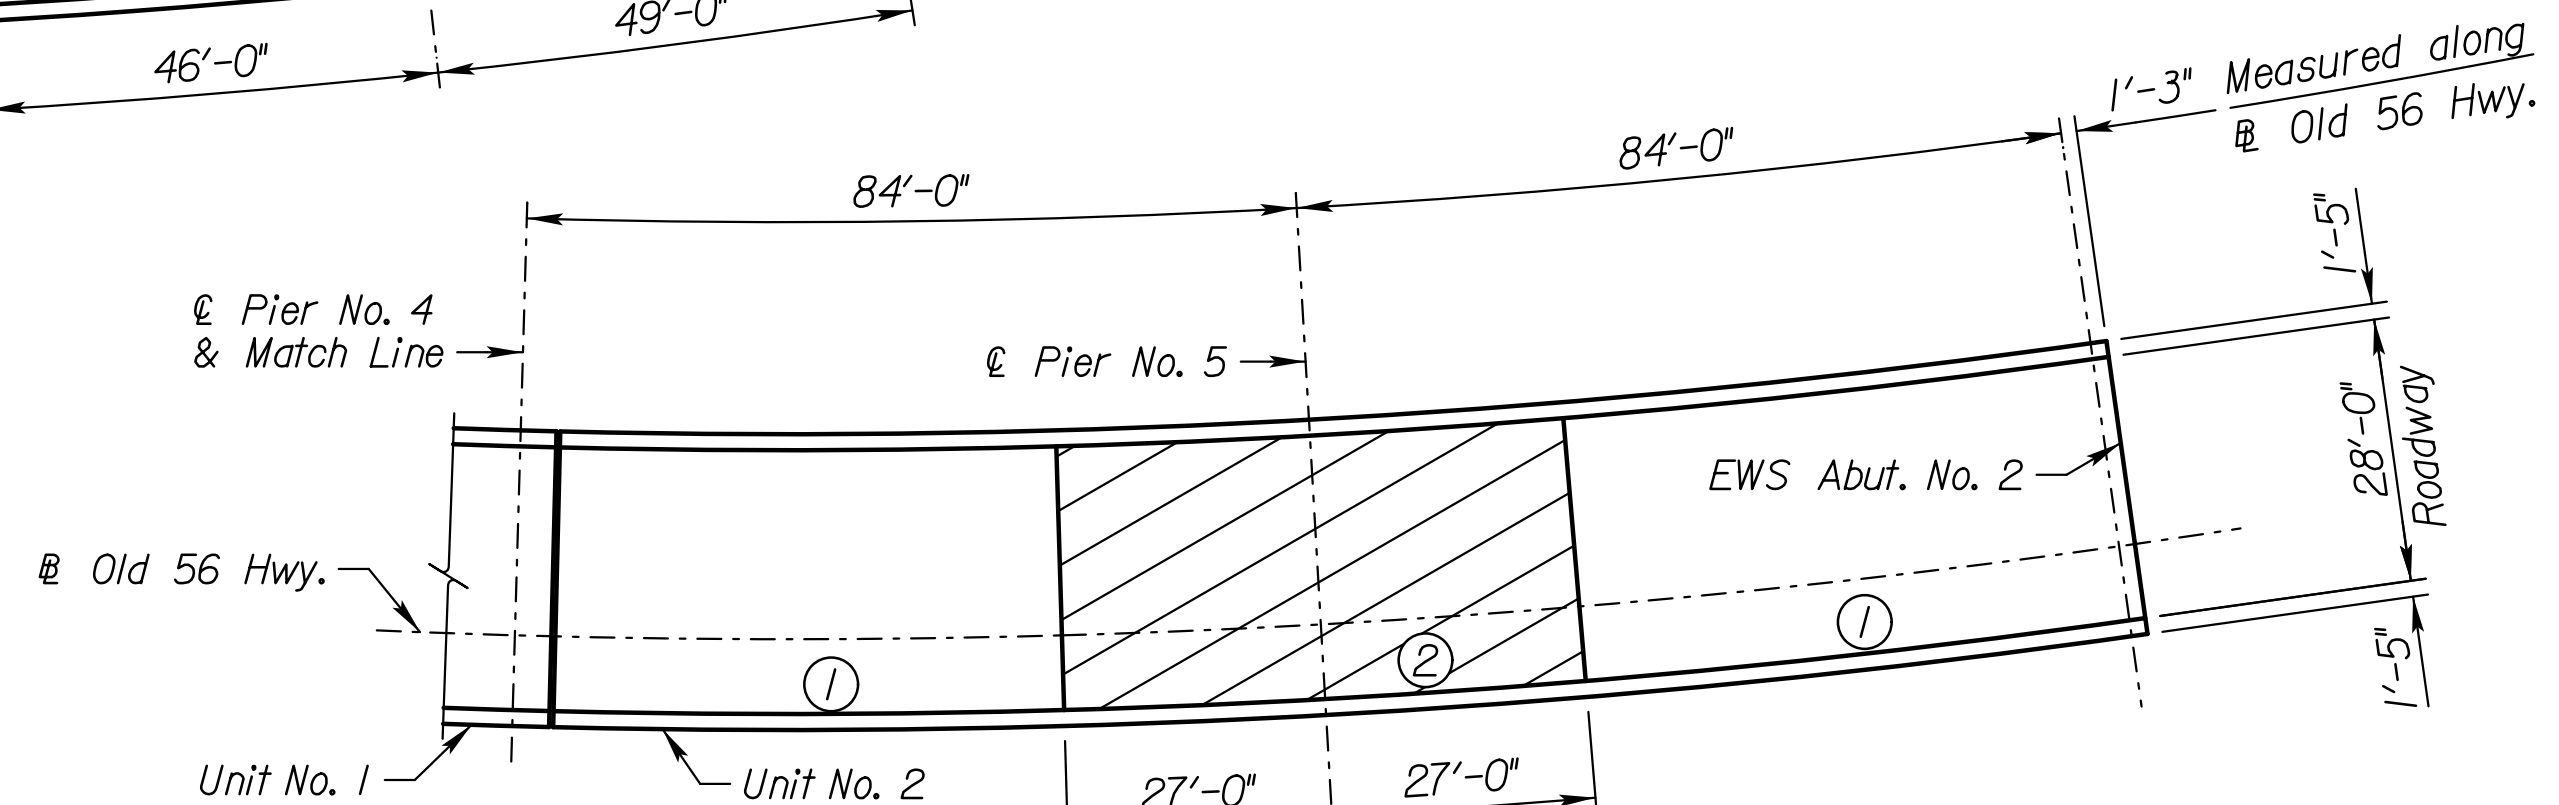 46'-0"
49'-0"
1'-3" Measured along
℄ Old 56 Hwy.
84'-0"
84'-0"
1'-5"
℄ Pier No. 4
& Match Line
℄ Pier No. 5
28'-0"
Roadway
EWS Abut. No. 2
℄ Old 56 Hwy.
1
2
1
1'-5"
Unit No. 1
Unit No. 2
27'-0"
27'-0"